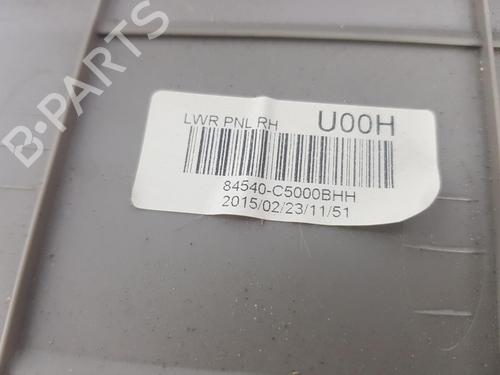 B-PARTS
LWR PNL RH U00H
84540-C5000BHH
2015/02/23/11/51